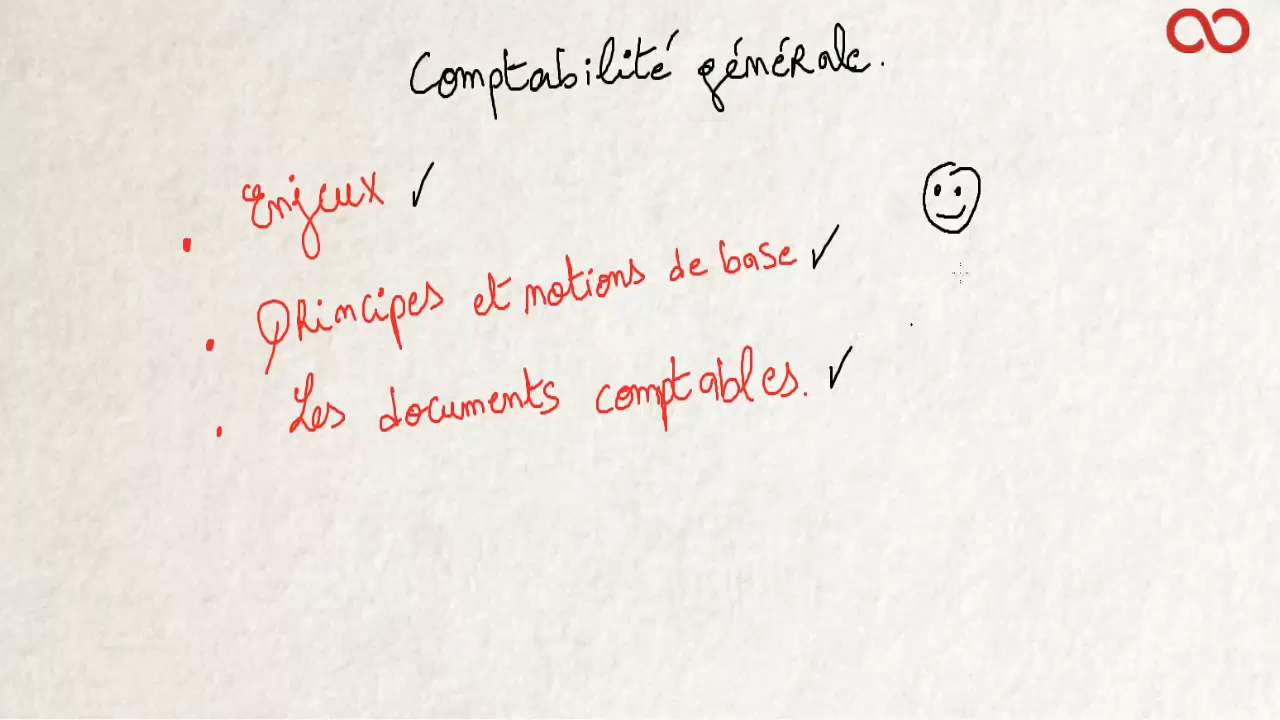 Comptabilité générale.
Enjeux ✓
Principes et notions de base ✓
Les documents comptables. ✓